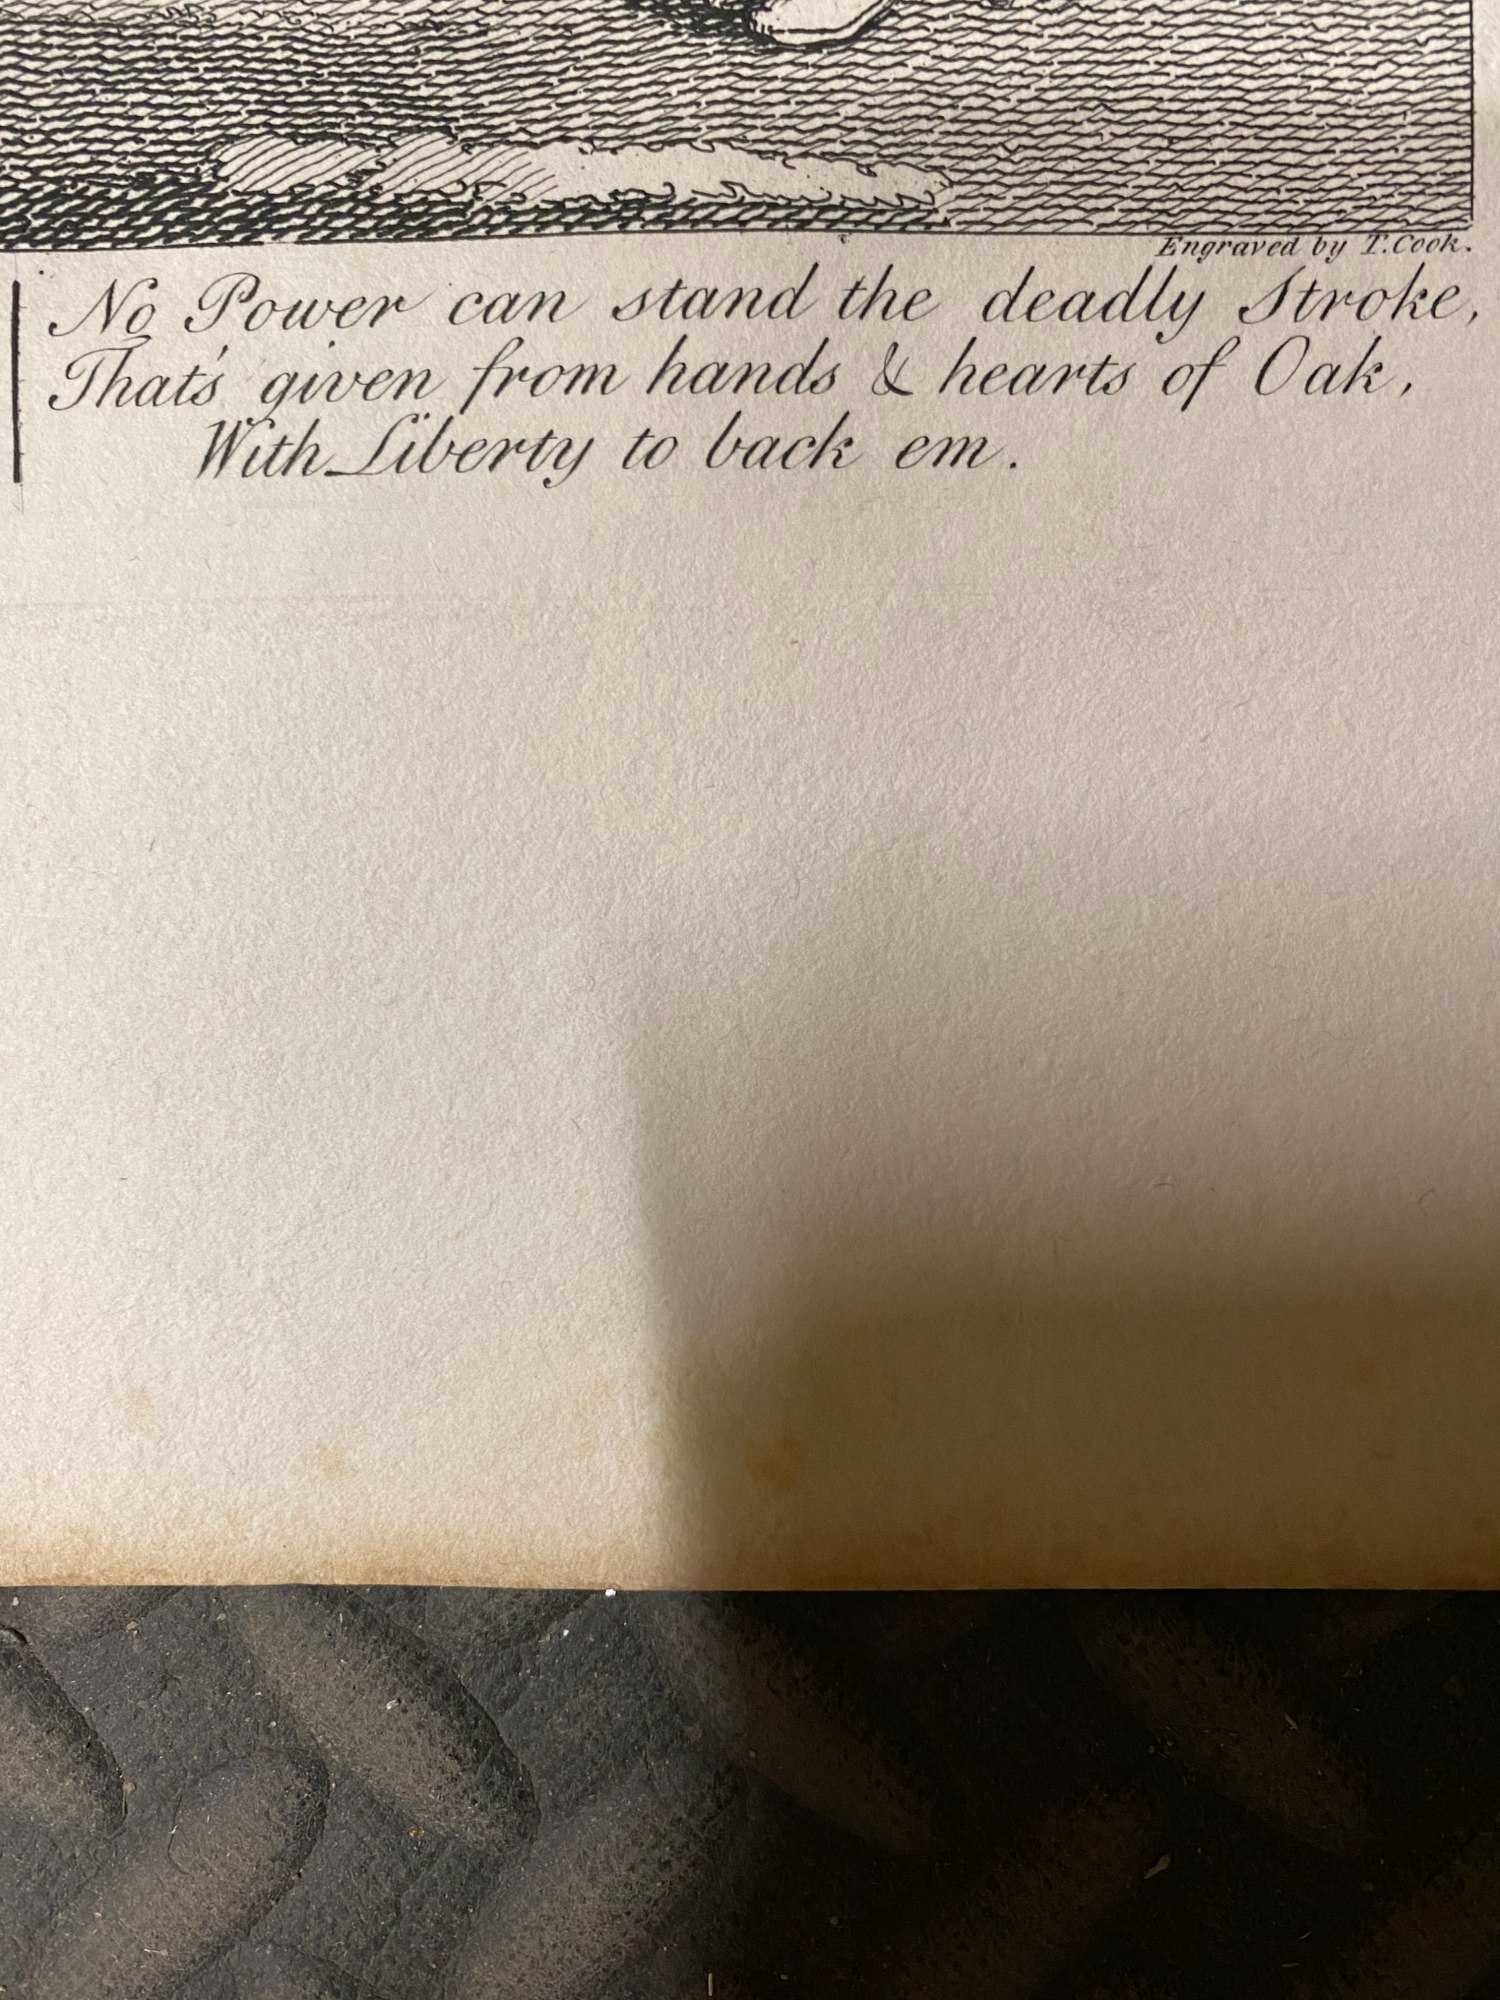 Engraved by T. Cook.
No Power can stand the deadly Stroke,
That's given from hands & hearts of Oak,
With Liberty to back em.